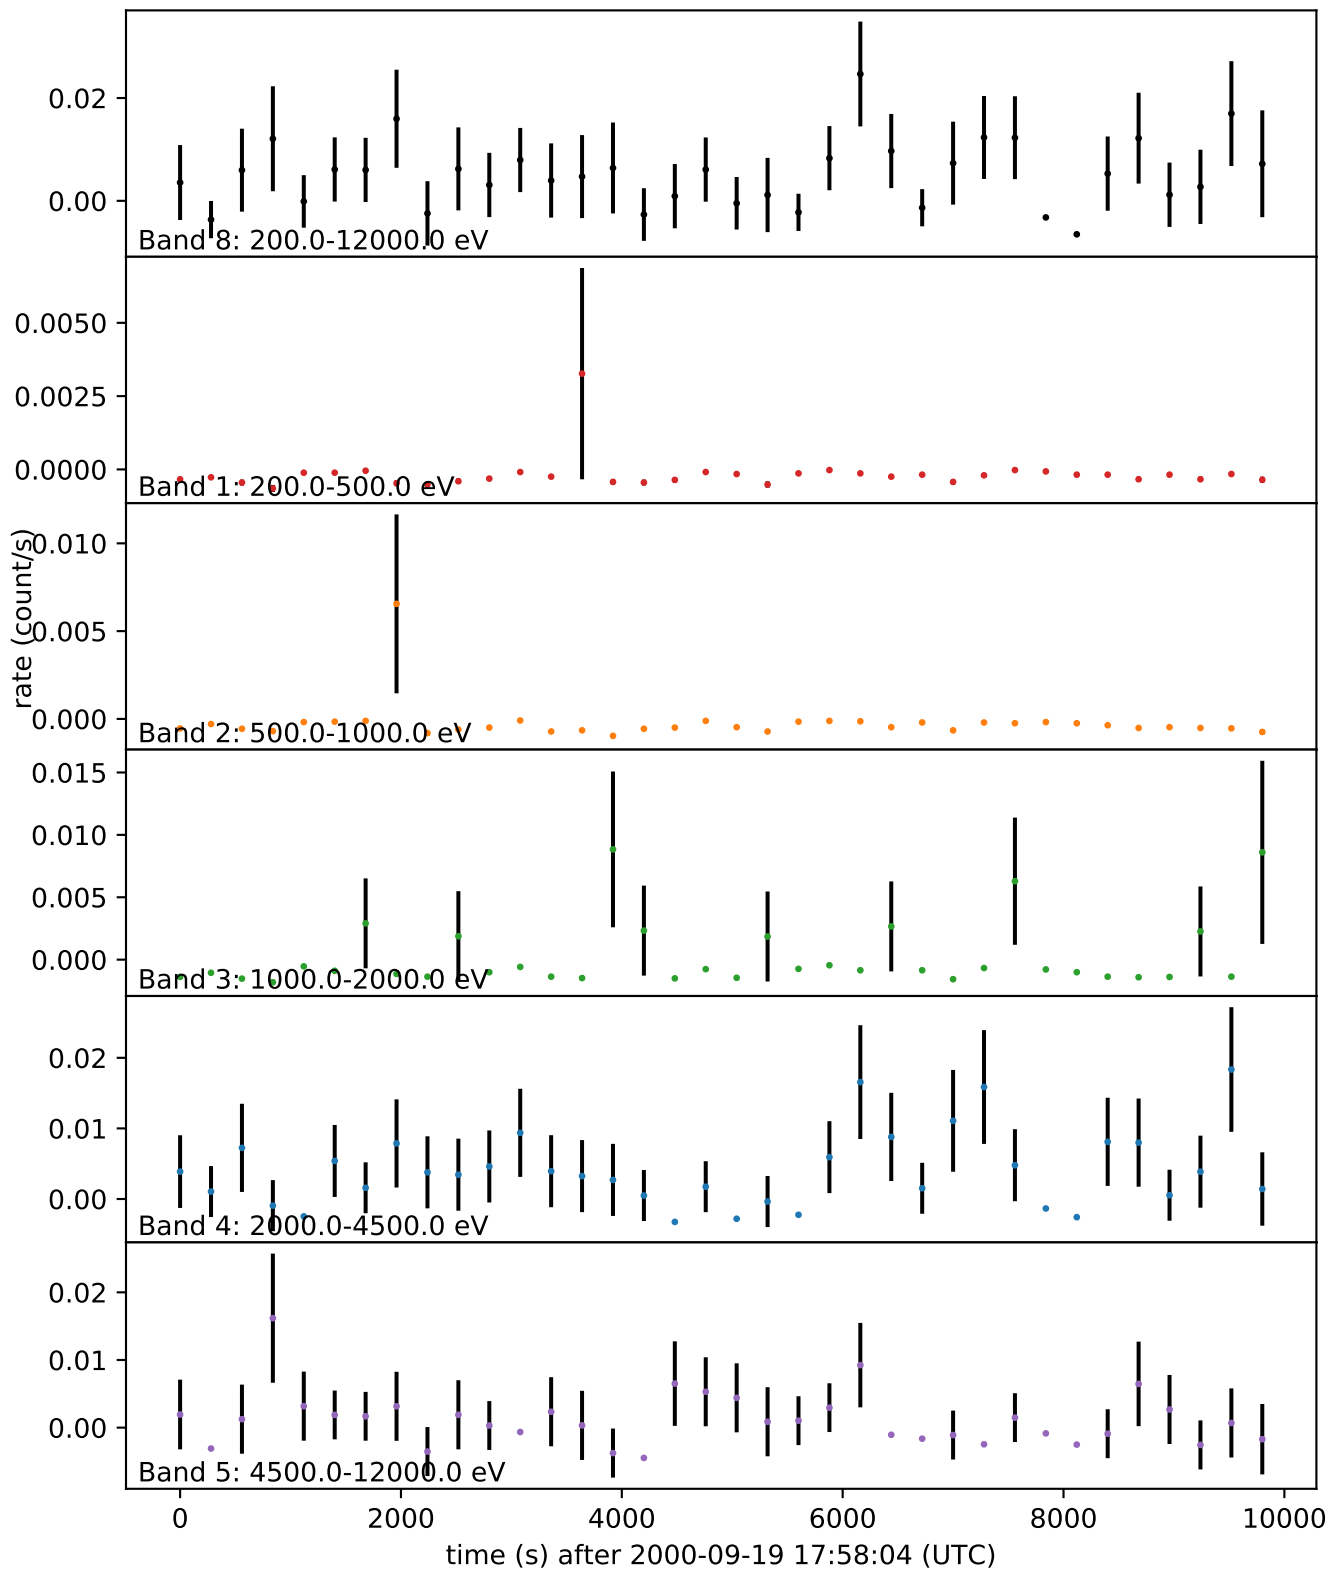 0.02
0.00
Band 8: 200.0-12000.0 eV
0.0050
0.0025
0.0000
Band 1: 200.0-500.0 eV
rate (count/s)
0.010
0.005
0.000
Band 2: 500.0-1000.0 eV
0.015
0.010
0.005
0.000
Band 3: 1000.0-2000.0 eV
0.02
0.01
0.00
Band 4: 2000.0-4500.0 eV
0.02
0.01
0.00
Band 5: 4500.0-12000.0 eV
0 2000 4000 6000 8000 10000
time (s) after 2000-09-19 17:58:04 (UTC)